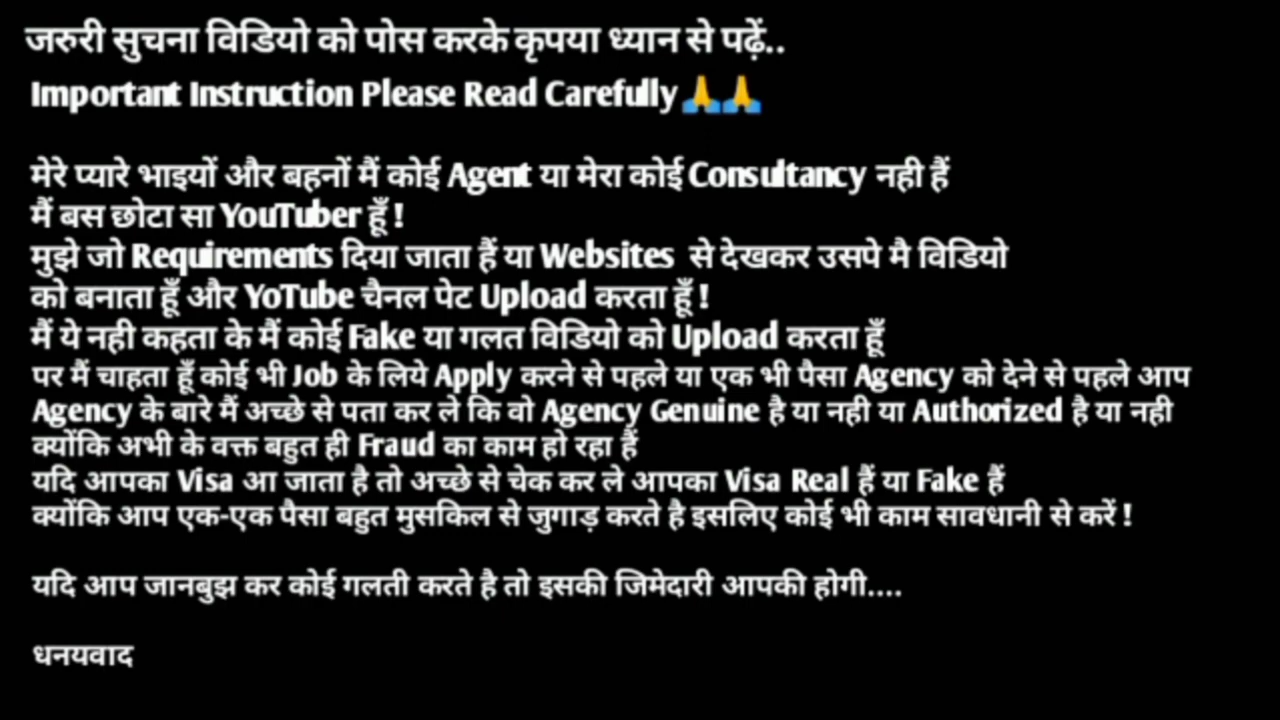 जरुरी सुचना विडियो को पोस करके कृपया ध्यान से पढ़ें..
Important Instruction Please Read Carefully🙏🙏
मेरे प्यारे भाइयों और बहनों मैं कोई Agent या मेरा कोई Consultancy नही हैं
मैं बस छोटा सा YouTuber हूँ !
मुझे जो Requirements दिया जाता हैं या Websites से देखकर उसपे मै विडियो
को बनाता हूँ और YoTube चैनल पेट Upload करता हूँ !
मैं ये नही कहता के मैं कोई Fake या गलत विडियो को Upload करता हूँ
पर मैं चाहता हूँ कोई भी Job के लिये Apply करने से पहले या एक भी पैसा Agency को देने से पहले आप
Agency के बारे मैं अच्छे से पता कर ले कि वो Agency Genuine है या नही या Authorized है या नही
क्योंकि अभी के वक्त बहुत ही Fraud का काम हो रहा हैं
यदि आपका Visa आ जाता है तो अच्छे से चेक कर ले आपका Visa Real हैं या Fake हैं
क्योंकि आप एक-एक पैसा बहुत मुसकिल से जुगाड़ करते है इसलिए कोई भी काम सावधानी से करें !
यदि आप जानबुझ कर कोई गलती करते है तो इसकी जिमेदारी आपकी होगी....
धनयवाद